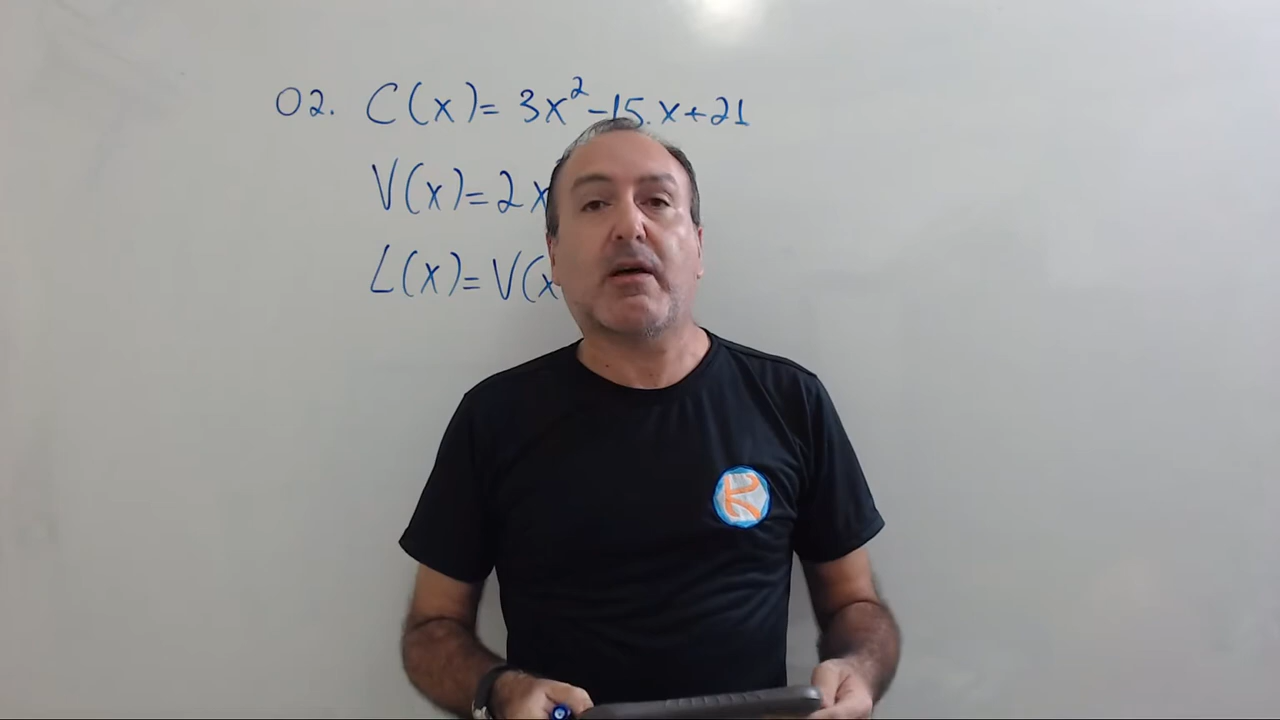 02. C(x)= 3x²-15.x+21
V(x)=2x
L(x)= V(x
K